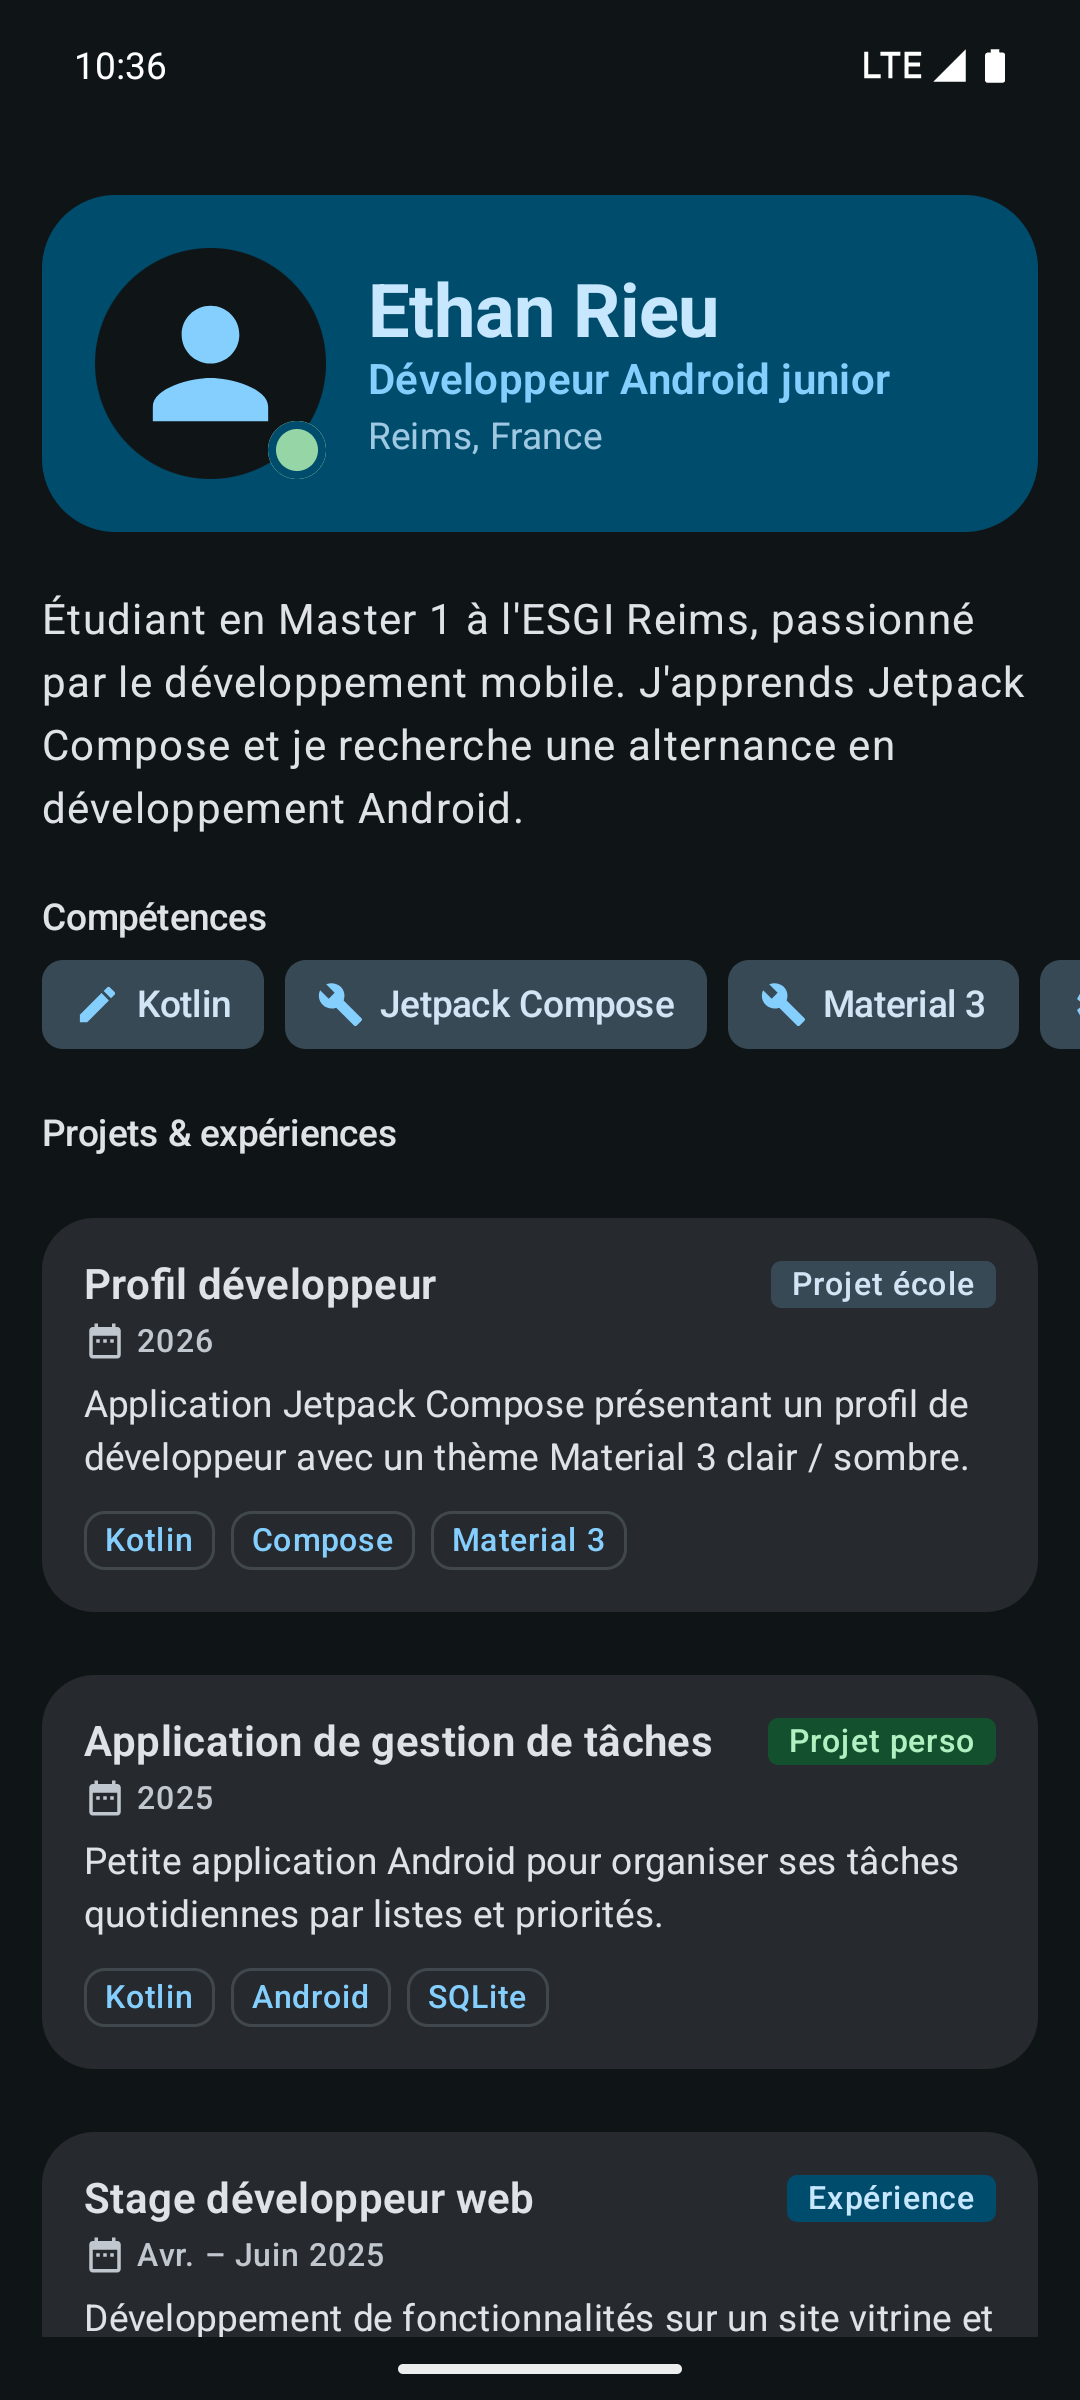 10:36
LTE
Ethan Rieu
Développeur Android junior
Reims, France
Étudiant en Master 1 à l'ESGI Reims, passionné
par le développement mobile. J'apprends Jetpack
Compose et je recherche une alternance en
développement Android.
Compétences
Kotlin
Jetpack Compose
Material 3
Projets & expériences
Profil développeur
Projet école
2026
Application Jetpack Compose présentant un profil de
développeur avec un thème Material 3 clair / sombre.
Kotlin
Compose
Material 3
Application de gestion de tâches
Projet perso
2025
Petite application Android pour organiser ses tâches
quotidiennes par listes et priorités.
Kotlin
Android
SQLite
Stage développeur web
Expérience
Avr. – Juin 2025
Développement de fonctionnalités sur un site vitrine et